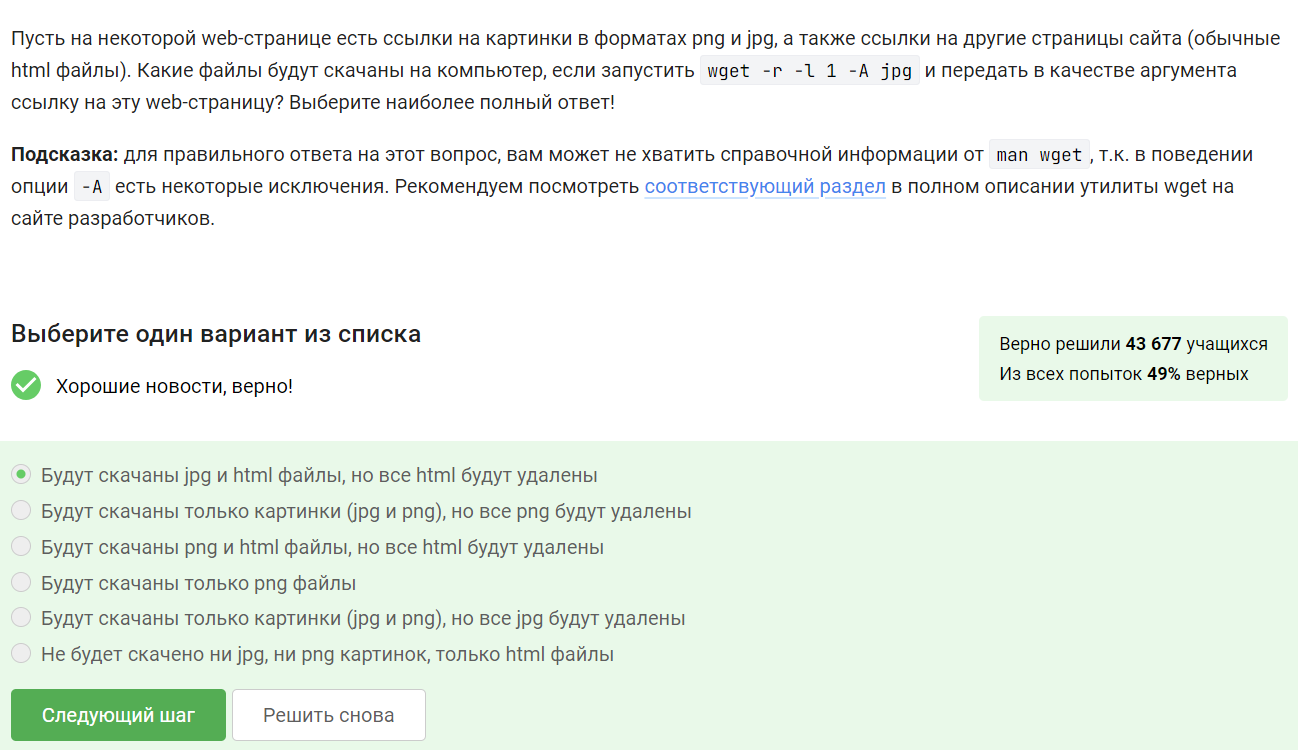 Пусть на некоторой web-странице есть ссылки на картинки в форматах png и jpg, а также ссылки на другие страницы сайта (обычные
html файлы). Какие файлы будут скачаны на компьютер, если запустить wget -r -l 1 -A jpg и передать в качестве аргумента
ссылку на эту web-страницу? Выберите наиболее полный ответ!
Подсказка: для правильного ответа на этот вопрос, вам может не хватить справочной информации от man wget, т.к. в поведении
опции -A есть некоторые исключения. Рекомендуем посмотреть соответствующий раздел в полном описании утилиты wget на
сайте разработчиков.
Выберите один вариант из списка
Верно решили 43 677 учащихся
Из всех попыток 49% верных
Хорошие новости, верно!
Будут скачаны jpg и html файлы, но все html будут удалены
Будут скачаны только картинки (jpg и png), но все png будут удалены
Будут скачаны png и html файлы, но все html будут удалены
Будут скачаны только png файлы
Будут скачаны только картинки (jpg и png), но все jpg будут удалены
Не будет скачено ни jpg, ни png картинок, только html файлы
Следующий шаг
Решить снова